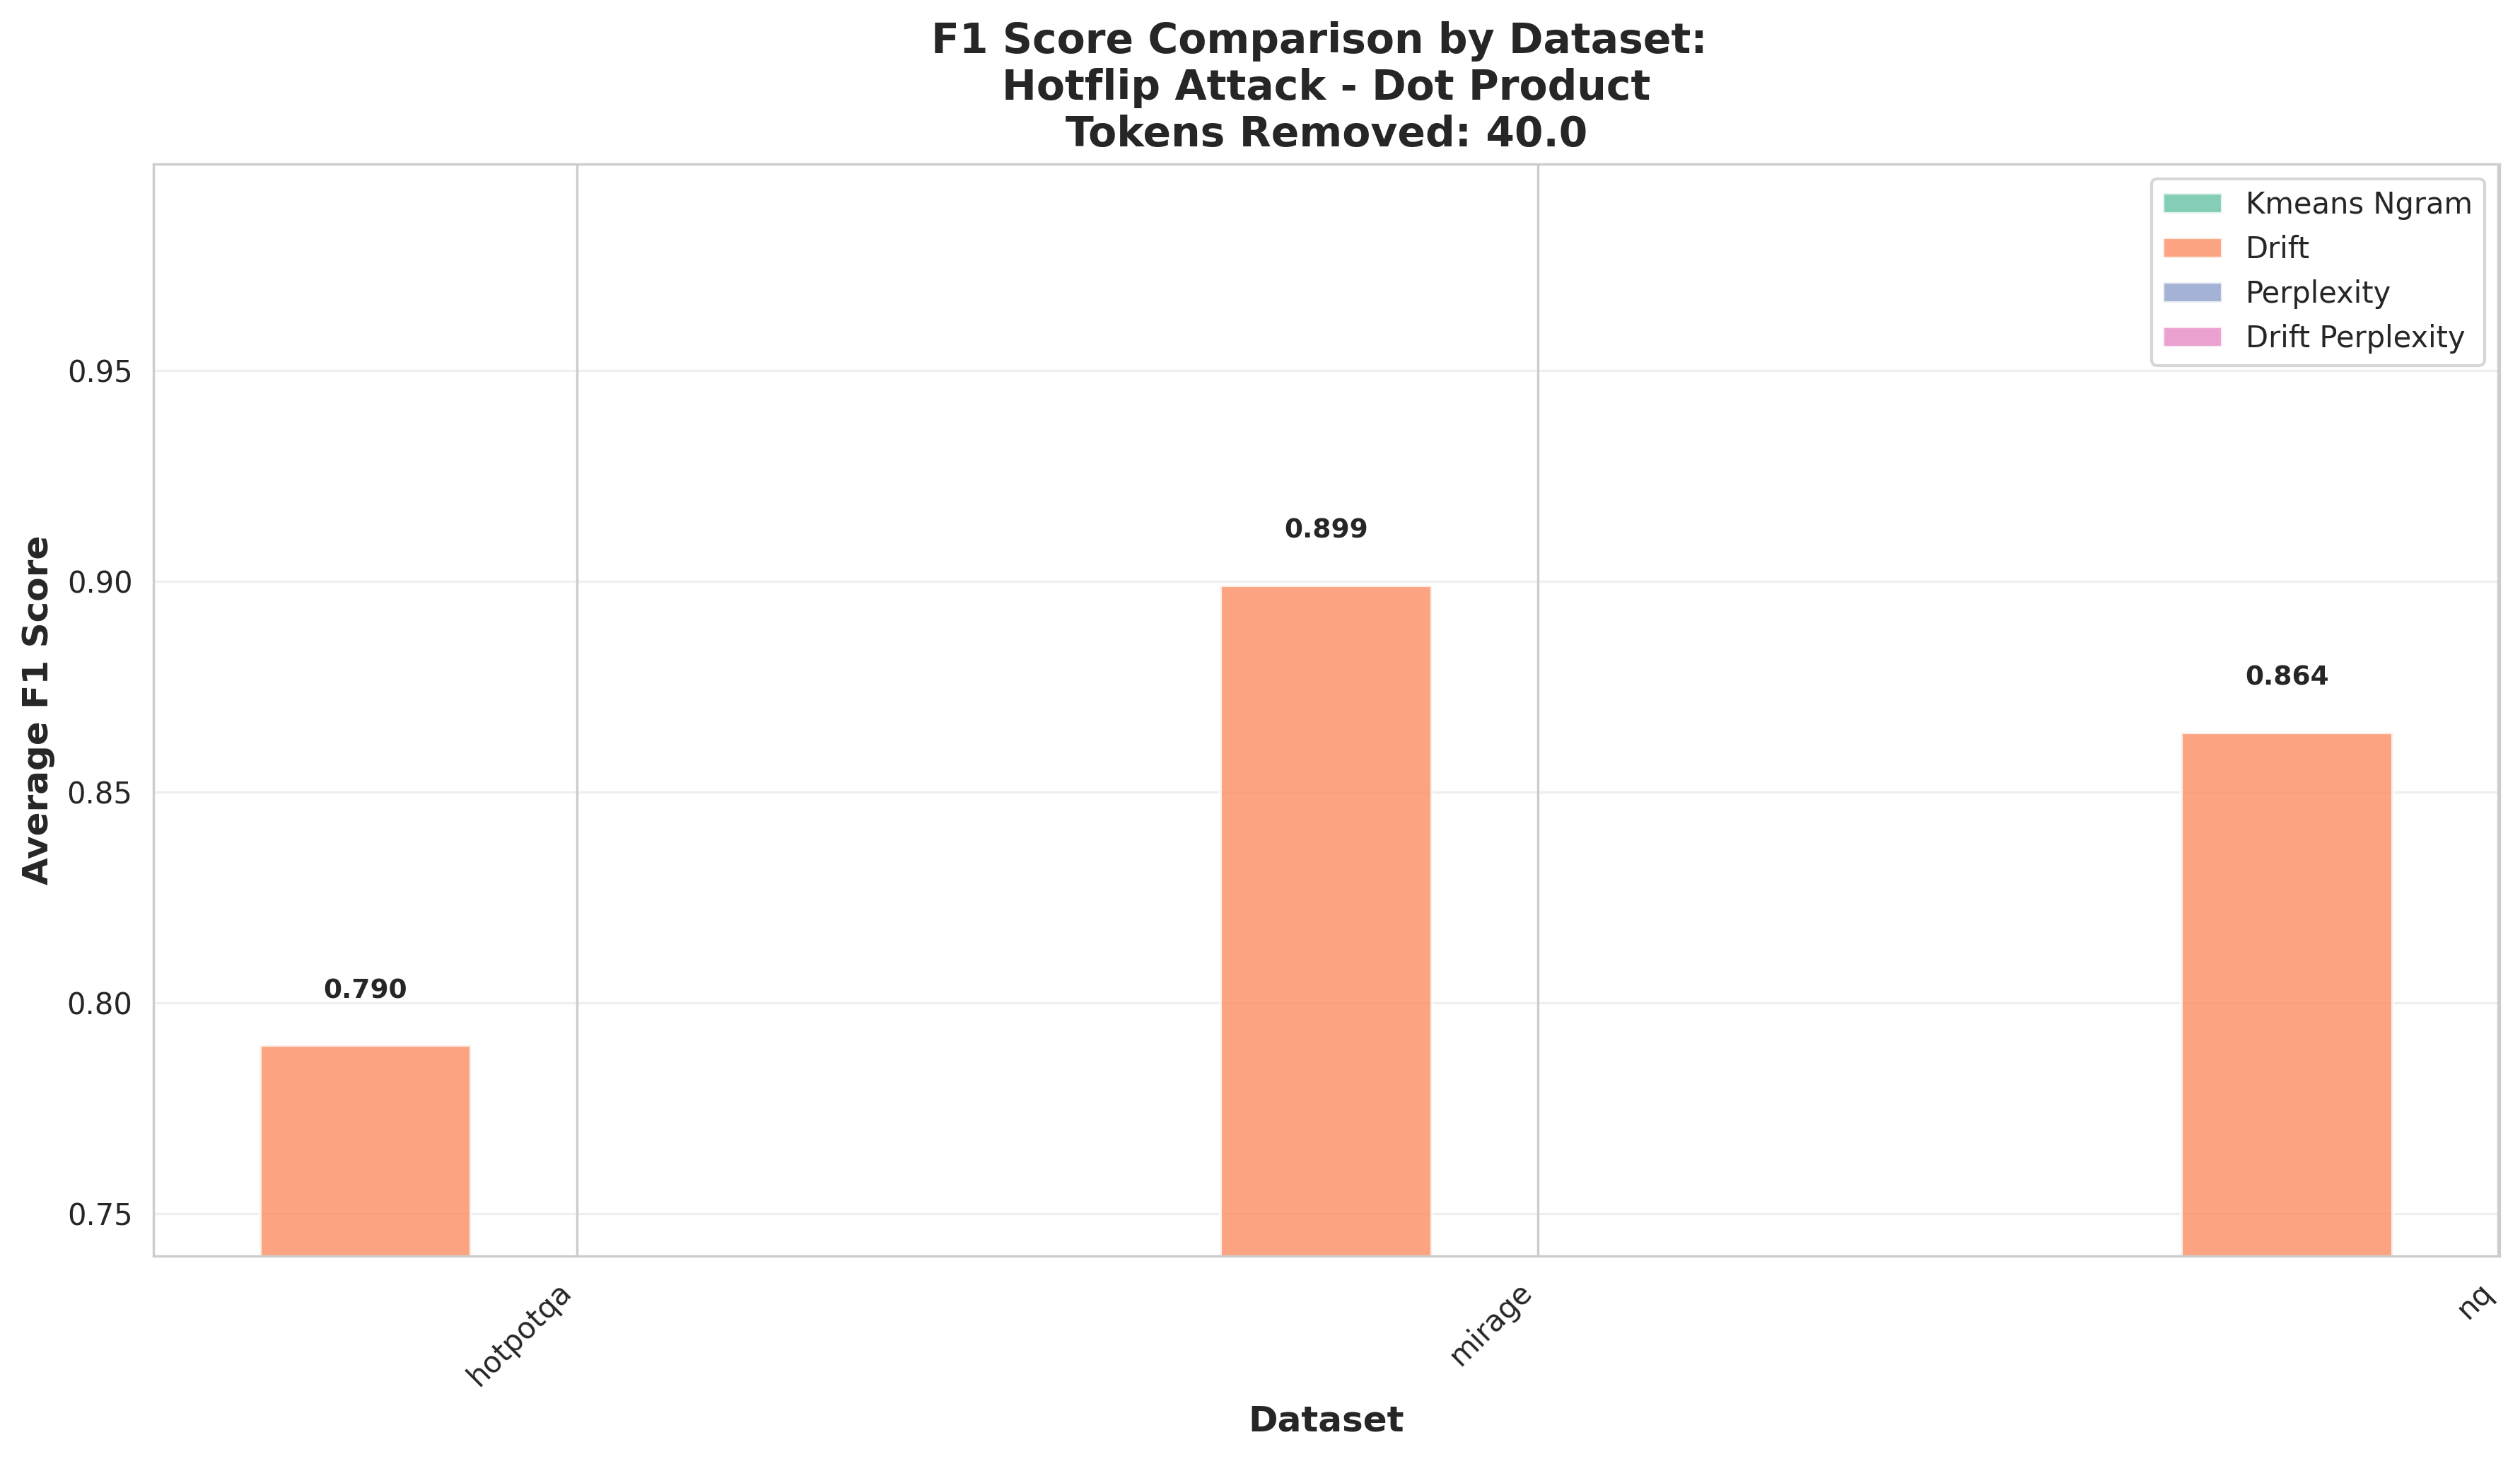 F1 Score Comparison by Dataset:
Hotflip Attack - Dot Product
Tokens Removed: 40.0
Kmeans Ngram
Drift
Perplexity
Drift Perplexity
Average F1 Score
0.95
0.90
0.85
0.80
0.75
0.790
0.899
0.864
hotpotqa
mirage
nq
Dataset